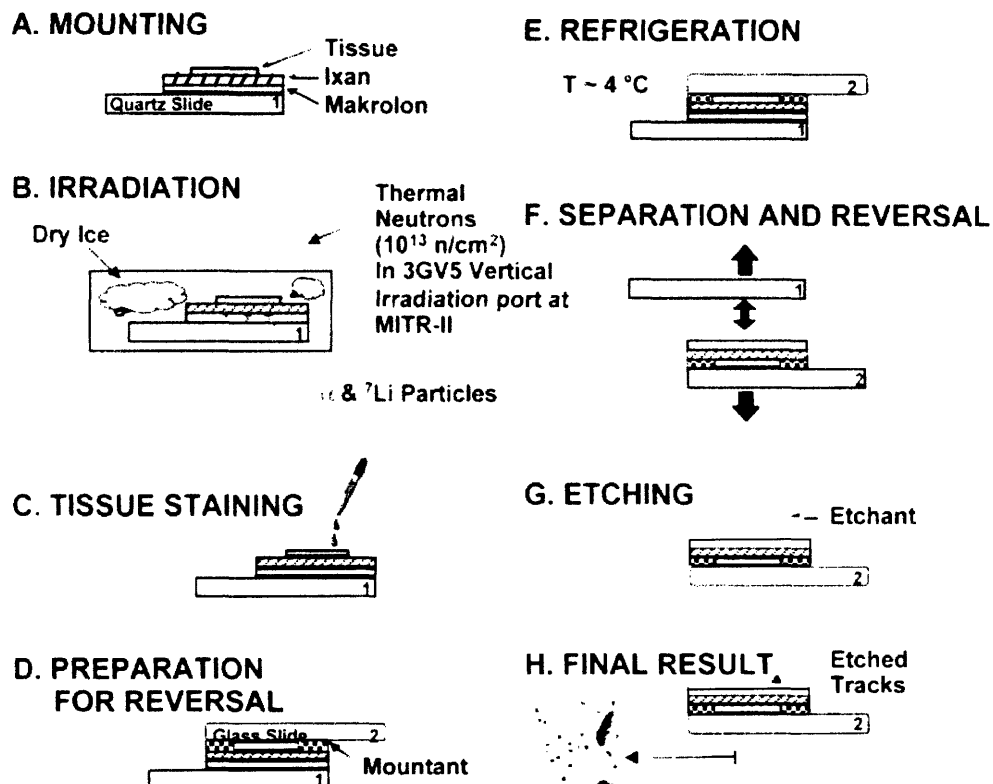 A. MOUNTING
Tissue
Ixan
Makrolon
Quartz Slide 1
B. IRRADIATION
Dry Ice
Thermal
Neutrons
(10¹³ n/cm²)
In 3GV5 Vertical
Irradiation port at
MITR-II
1
& ⁷Li Particles
C. TISSUE STAINING
1
D. PREPARATION
FOR REVERSAL
Glass Slide 2
Mountant
1
E. REFRIGERATION
T ~ 4 °C
2
1
F. SEPARATION AND REVERSAL
1
2
G. ETCHING
Etchant
2
H. FINAL RESULT
Etched
Tracks
2